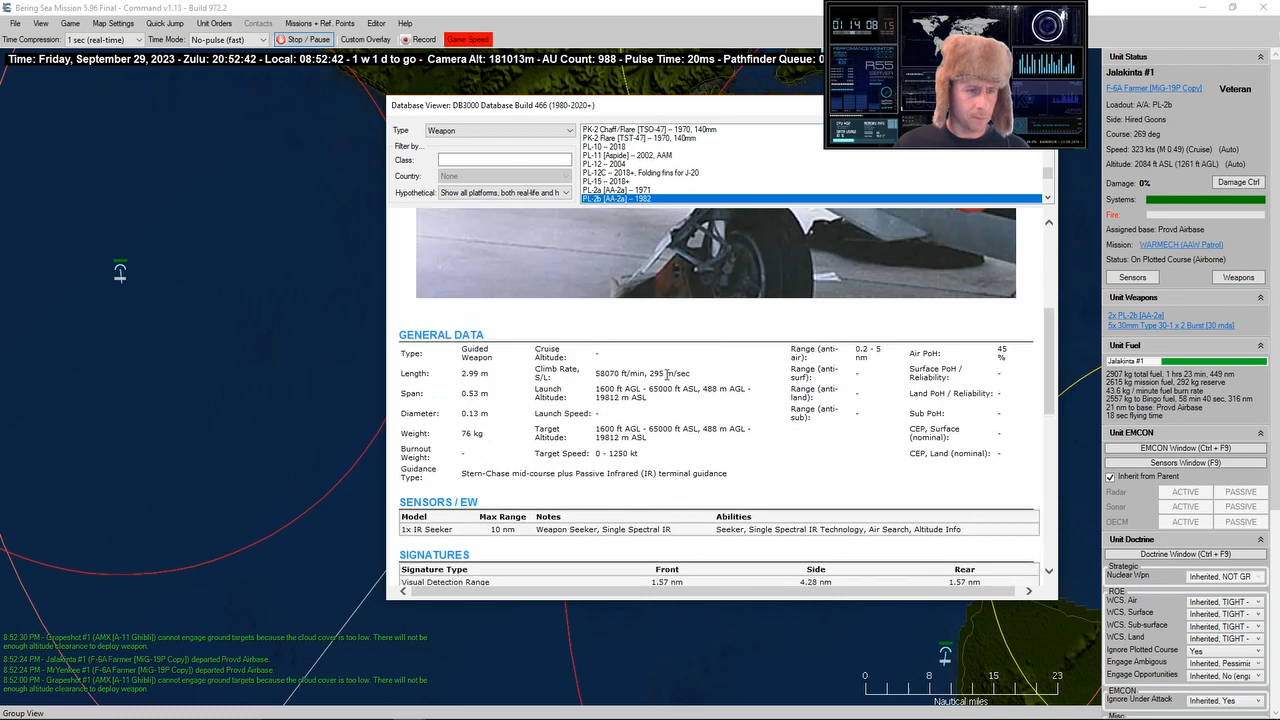 Bering Sea Mission 5.96 Final - Command v1.13 - Build 972.2
File View Game Map Settings Quick Jump Unit Orders Contacts Missions + Ref. Points Editor Help
Time Compression: 1 sec (real-time) Time Mode: No-pulse (fast) Stop / Pause Custom Overlay Record Game Speed
20:52:42 - Local: 08:52:42 - 1 w 1 d to go - Camera Alt: 181013m - AU Count: 988 - Pulse Time: 20ms - Pathfinder Queue: 0
Database Viewer: DB3000 Database Build 466 (1980-2020+)
Type Weapon
Filter by...
Class:
Country: None
Hypothetical: Show all platforms, both real-life and h
PK-2 Chaff/Flare [TSO-47] -- 1970, 140mm
PK-2 Flare [TST-47] -- 1970, 140mm
PL-10 -- 2018
PL-11 [Aspide] -- 2002, AAM
PL-12 -- 2004
PL-12C -- 2018+, Folding fins for J-20
PL-15 -- 2018+
PL-2a [AA-2a] -- 1971
PL-2b [AA-2a] -- 1982
GENERAL DATA
Type: Guided Weapon Cruise Altitude: - Range (anti-air): 0.2 - 5 nm Air PoH: 45 %
Length: 2.99 m Climb Rate, S/L: 58070 ft/min, 295 m/sec Range (anti-surf): - Surface PoH / Reliability: -
Span: 0.53 m Launch Altitude: 1600 ft AGL - 65000 ft ASL, 488 m AGL - 19812 m ASL Range (anti-land): - Land PoH / Reliability: -
Diameter: 0.13 m Launch Speed: - Range (anti-sub): - Sub PoH: -
Weight: 76 kg Target Altitude: 1600 ft AGL - 65000 ft ASL, 488 m AGL - 19812 m ASL CEP, Surface (nominal): -
Burnout Weight: - Target Speed: 0 - 1250 kt CEP, Land (nominal): -
Guidance Type: Stern-Chase mid-course plus Passive Infrared (IR) terminal guidance
SENSORS / EW
Model Max Range Notes Abilities
1x IR Seeker 10 nm Weapon Seeker, Single Spectral IR Seeker, Single Spectral IR Technology, Air Search, Altitude Info
SIGNATURES
Signature Type Front Side Rear
Visual Detection Range 1.57 nm 4.28 nm 1.57 nm
8:52:30 PM - Grapeshot #1 (AMX [A-11 Ghibli]) cannot engage ground targets because the cloud cover is too low. There will not be
enough altitude clearance to deploy weapon.
8:52:24 PM - Jalakinta #1 (F-6A Farmer [MiG-19P Copy]) departed Provd Airbase.
8:52:24 PM - McYenkee #1 (F-6A Farmer [MiG-19P Copy]) departed Provd Airbase.
8:52:00 PM - Grapeshot #1 (AMX [A-11 Ghibli]) cannot engage ground targets because the cloud cover is too low. There will not be
enough altitude clearance to deploy weapon.
0 8 15 23
Nautical miles
Group View
Unit Status
Jalakinta #1
F-6A Farmer [MiG-19P Copy] Veteran
Loadout: A/A: PL-2b
Side: Hired Goons
Course: 269 deg
Speed: 323 kts (M 0.49) (Cruise) (Auto)
Altitude: 2084 ft ASL (1261 ft AGL) (Auto)
Damage: 0% Damage Ctrl
Systems:
Fire:
Assigned base: Provd Airbase
Mission: WARMECH (AAW Patrol)
Status: On Plotted Course (Airborne)
Sensors Weapons
Unit Weapons
2x PL-2b [AA-2a]
5x 30mm Type 30-1 x 2 Burst [30 rnds]
Unit Fuel
Jalakinta #1
2907 kg total fuel, 1 hr 23 min, 449 nm
2615 kg mission fuel, 292 kg reserve
43.6 kg / minute fuel burn rate
2557 kg to Bingo fuel, 58 min 40 sec, 316 nm
21 nm to base: Provd Airbase
18 sec flying time
Unit EMCON
EMCON Window (Ctrl + F9)
Sensors Window (F9)
Inherit from Parent
Radar ACTIVE PASSIVE
Sonar ACTIVE PASSIVE
OECM ACTIVE PASSIVE
Unit Doctrine
Doctrine Window (Ctrl + F9)
Strategic
Nuclear Wpn Inherited, NOT GR
ROE
WCS, Air Inherited, TIGHT -
WCS, Surface Inherited, TIGHT -
WCS, Sub-surface Inherited, TIGHT -
WCS, Land Inherited, TIGHT -
Ignore Plotted Course Yes
Engage Ambiguous Inherited, Pessimi
Engage Opportunities Inherited, No (eng
EMCON
Ignore Under Attack Inherited, Yes